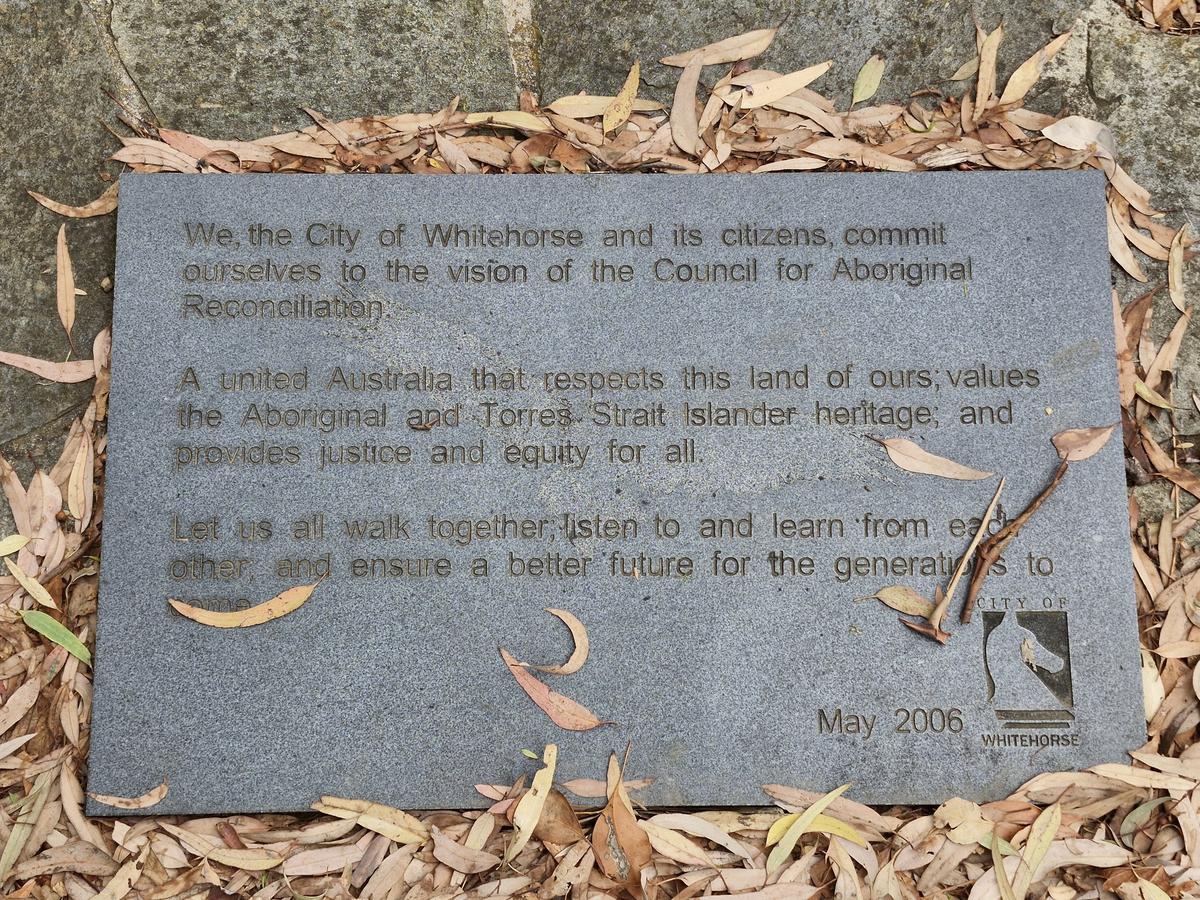 We, the City of Whitehorse and its citizens, commit
ourselves to the vision of the Council for Aboriginal
Reconciliation.
A united Australia that respects this land of ours; values
the Aboriginal and Torres Strait Islander heritage; and
provides justice and equity for all.
Let us all walk together; listen to and learn from each
other; and ensure a better future for the generations to
come.
CITY OF
May 2006
WHITEHORSE